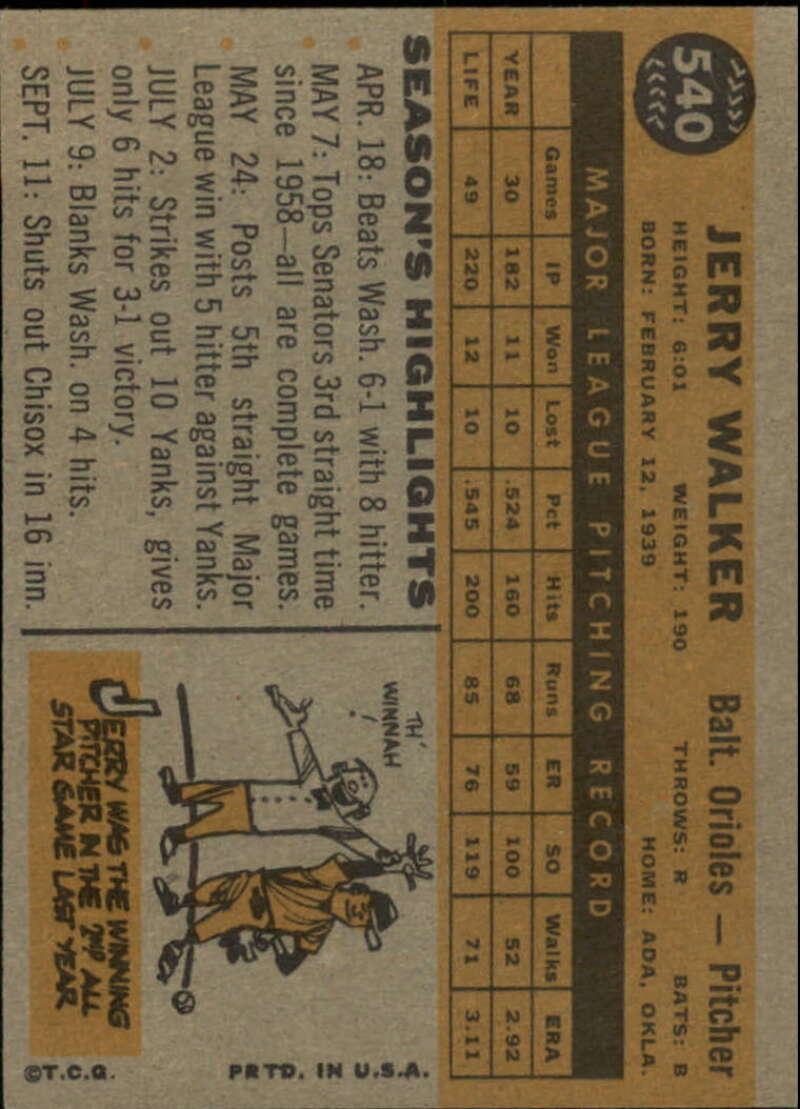 540
JERRY WALKER Balt. Orioles — Pitcher
HEIGHT: 6:01 WEIGHT: 190 THROWS: R BATS: B
BORN: FEBRUARY 12, 1939 HOME: ADA, OKLA.
MAJOR LEAGUE PITCHING RECORD
Games IP Won Lost Pct Hits Runs ER SO Walks ERA
YEAR 30 182 11 10 .524 160 68 59 100 52 2.92
LIFE 49 220 12 10 .545 200 85 76 119 71 3.11
SEASON'S HIGHLIGHTS
APR. 18: Beats Wash. 6-1 with 8 hitter.
MAY 7: Tops Senators 3rd straight time
since 1958—all are complete games.
MAY 24: Posts 5th straight Major
League win with 5 hitter against Yanks.
JULY 2: Strikes out 10 Yanks, gives
only 6 hits for 3-1 victory.
JULY 9: Blanks Wash. on 4 hits.
SEPT. 11: Shuts out Chisox in 16 inn.
TH'
WINNAH
!
JERRY WAS THE WINNING
PITCHER IN THE 2ND ALL
STAR GAME LAST YEAR
PRTD. IN U.S.A.
©T.C.G.